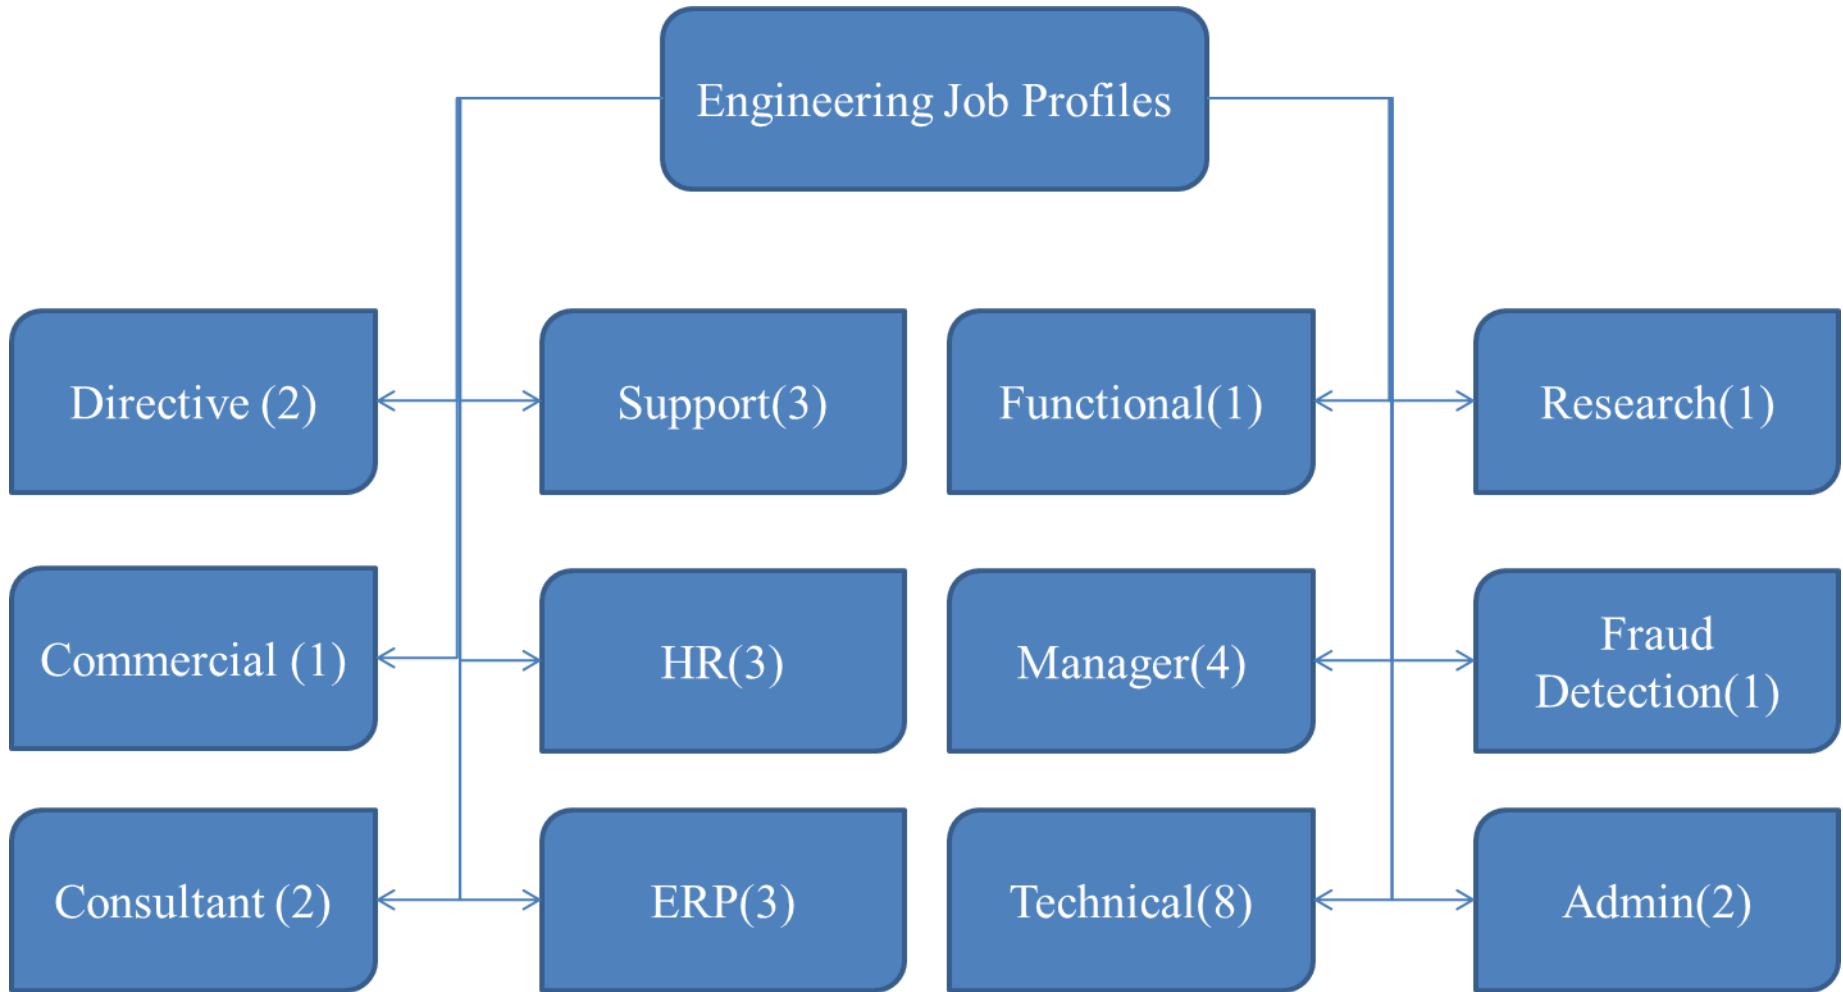 Engineering Job Profiles
Directive (2)
Support(3)
Functional(1)
Research(1)
Commercial (1)
HR(3)
Manager(4)
Fraud
Detection(1)
Consultant (2)
ERP(3)
Technical(8)
Admin(2)